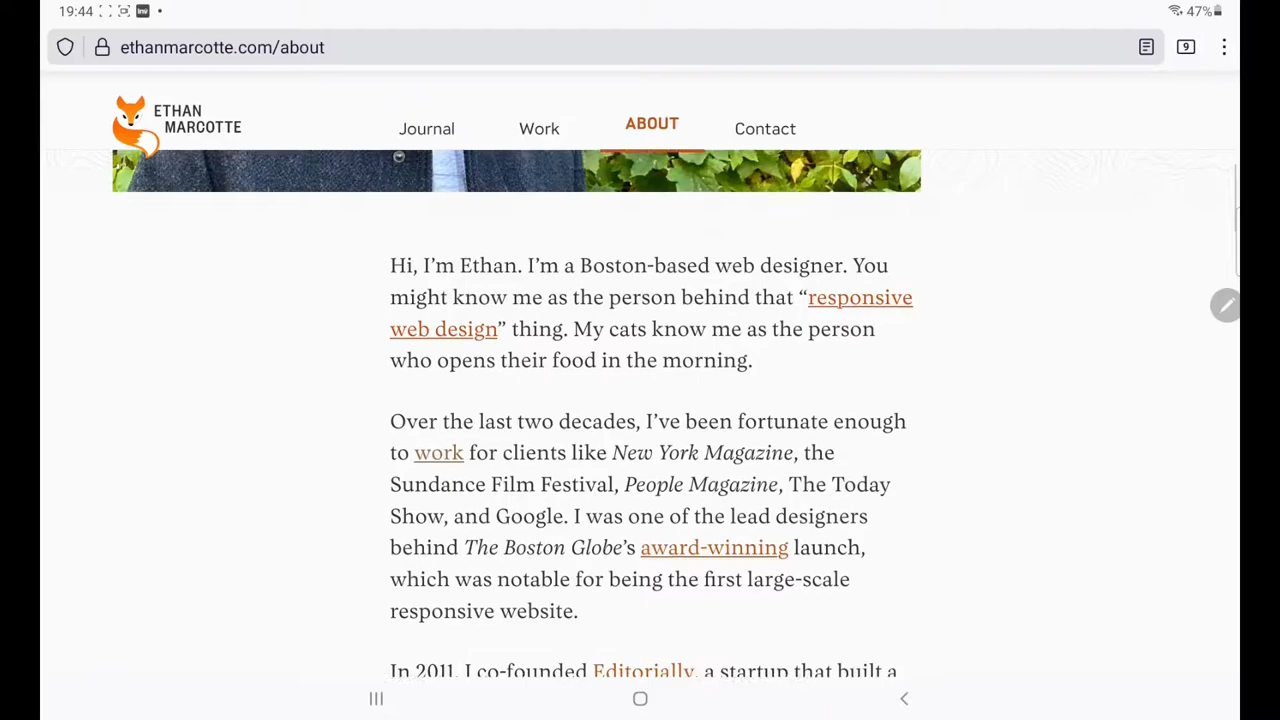 19:44
47%
ethanmarcotte.com/about
9
ETHAN
MARCOTTE
Journal
Work
ABOUT
Contact
Hi, I’m Ethan. I’m a Boston-based web designer. You
might know me as the person behind that “responsive
web design” thing. My cats know me as the person
who opens their food in the morning.
Over the last two decades, I’ve been fortunate enough
to work for clients like New York Magazine, the
Sundance Film Festival, People Magazine, The Today
Show, and Google. I was one of the lead designers
behind The Boston Globe’s award-winning launch,
which was notable for being the first large-scale
responsive website.
In 2011, I co-founded Editorially, a startup that built a